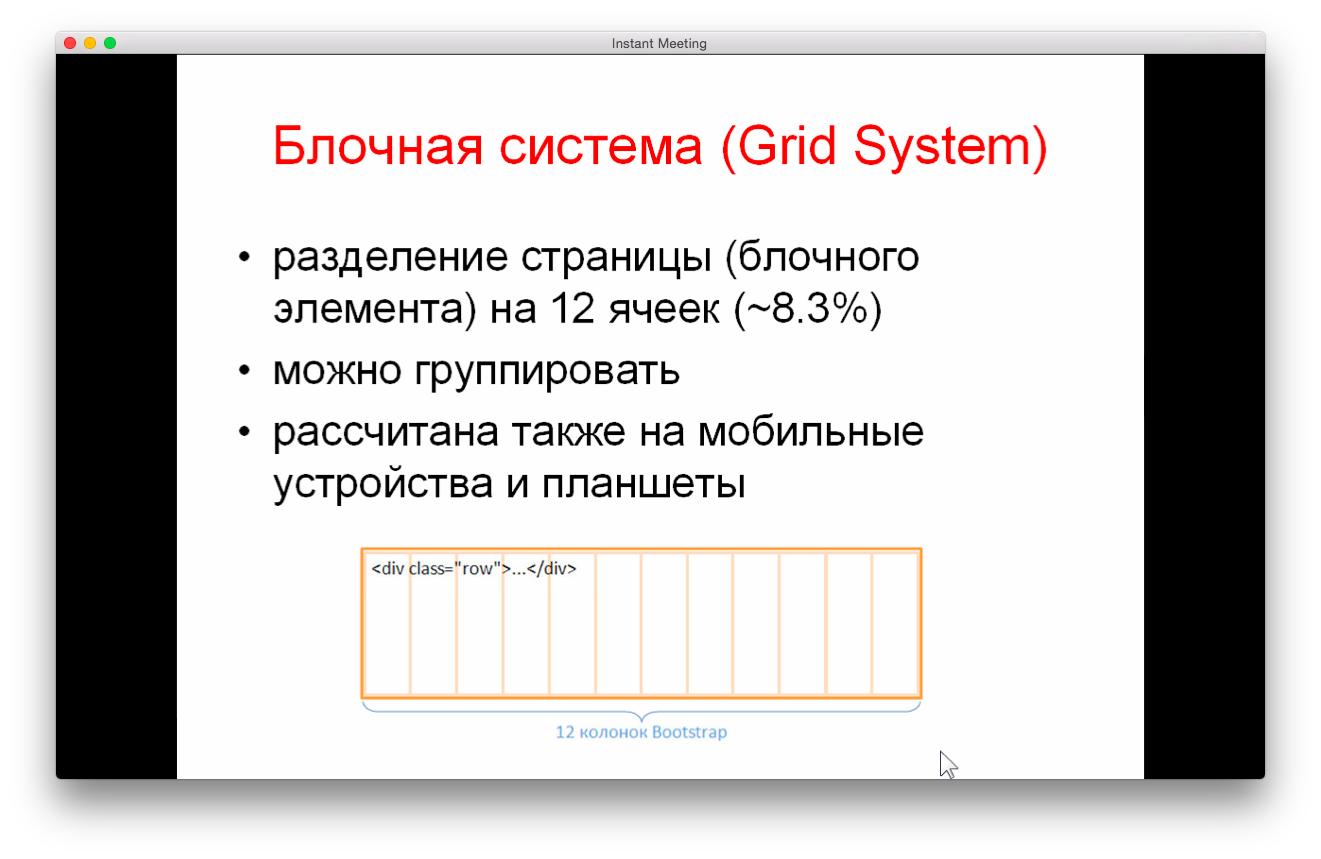 Instant Meeting
Блочная система (Grid System)
• разделение страницы (блочного
элемента) на 12 ячеек (~8.3%)
• можно группировать
• рассчитана также на мобильные
устройства и планшеты
<div class="row">...</div>
12 колонок Bootstrap